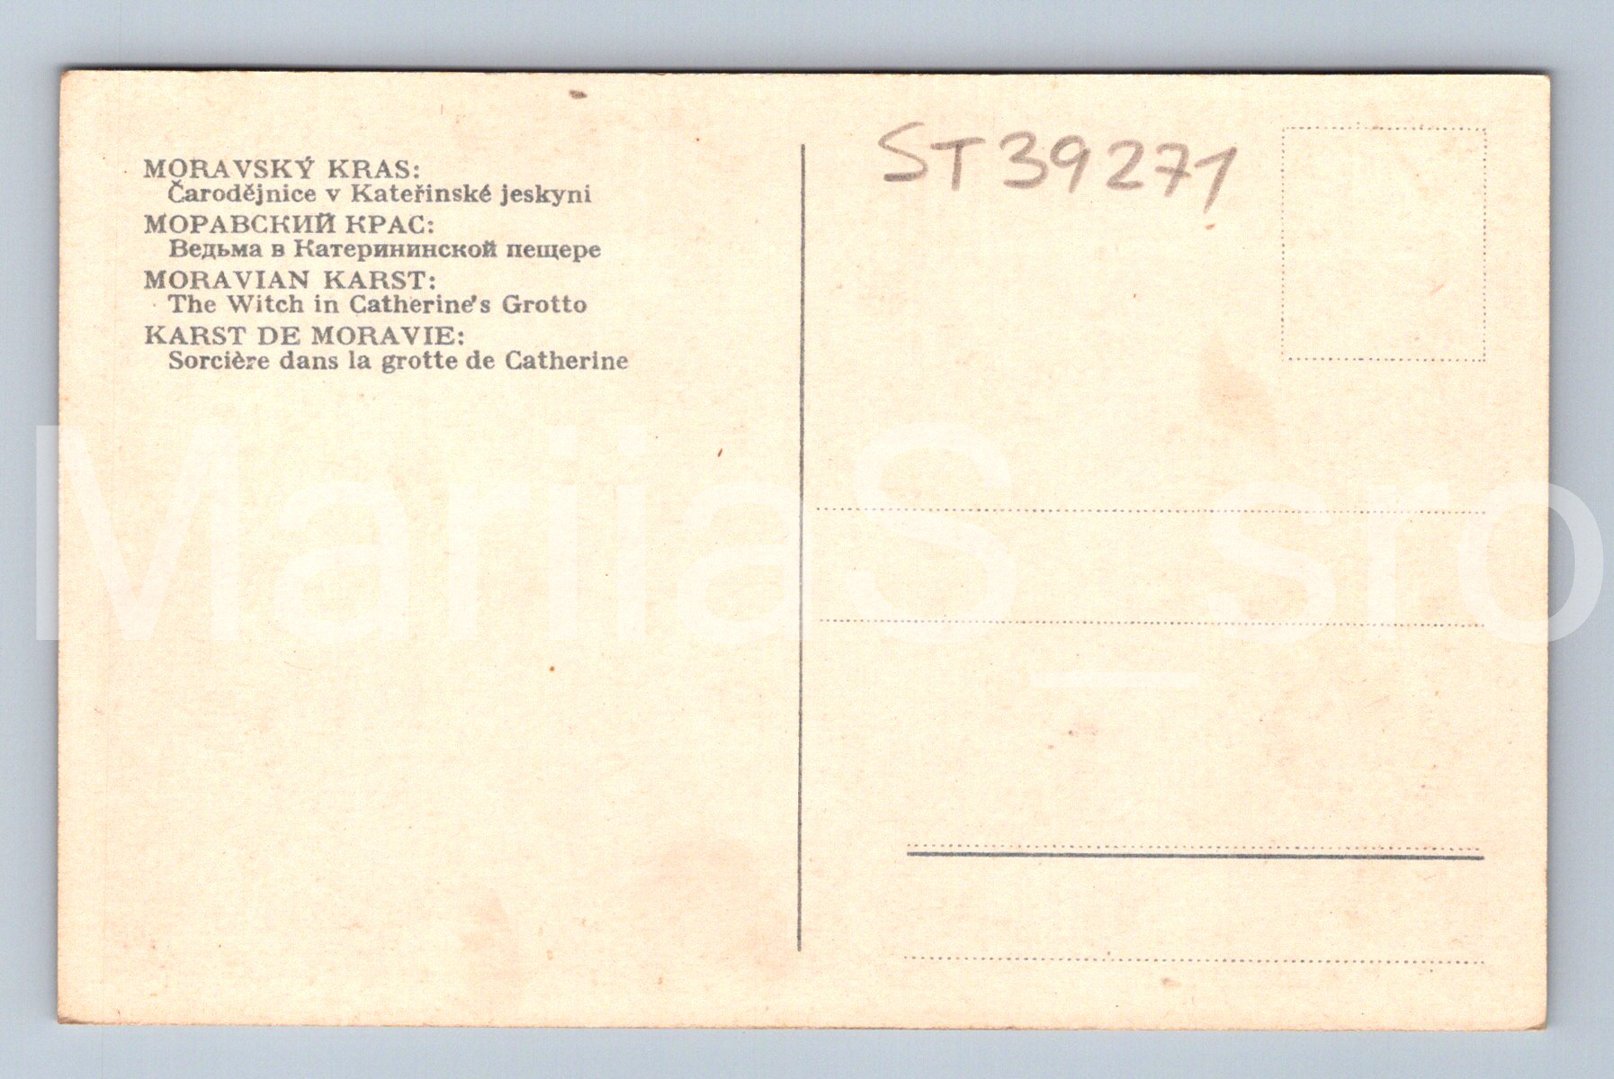 MORAVSKÝ KRAS:
Čarodějnice v Kateřinské jeskyni
МОРАВСКИЙ КРАС:
Ведьма в Катерининской пещере
MORAVIAN KARST:
The Witch in Catherine's Grotto
KARST DE MORAVIE:
Sorcière dans la grotte de Catherine
ST39271
MariiaS_sro